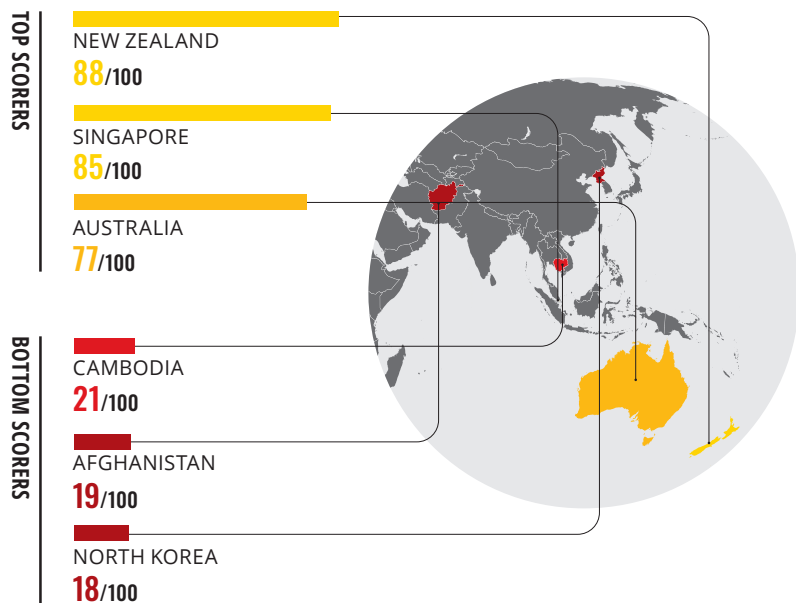 TOP SCORERS
NEW ZEALAND
88/100
SINGAPORE
85/100
AUSTRALIA
77/100
BOTTOM SCORERS
CAMBODIA
21/100
AFGHANISTAN
19/100
NORTH KOREA
18/100